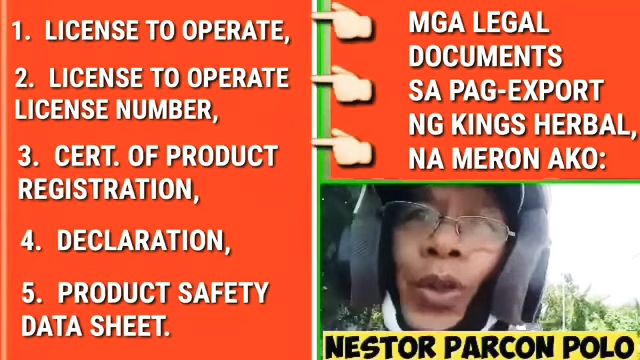 1. LICENSE TO OPERATE,
2. LICENSE TO OPERATE
LICENSE NUMBER,
3. CERT. OF PRODUCT
REGISTRATION,
4. DECLARATION,
5. PRODUCT SAFETY
DATA SHEET.
MGA LEGAL
DOCUMENTS
SA PAG-EXPORT
NG KINGS HERBAL,
NA MERON AKO:
NESTOR PARCON POLO